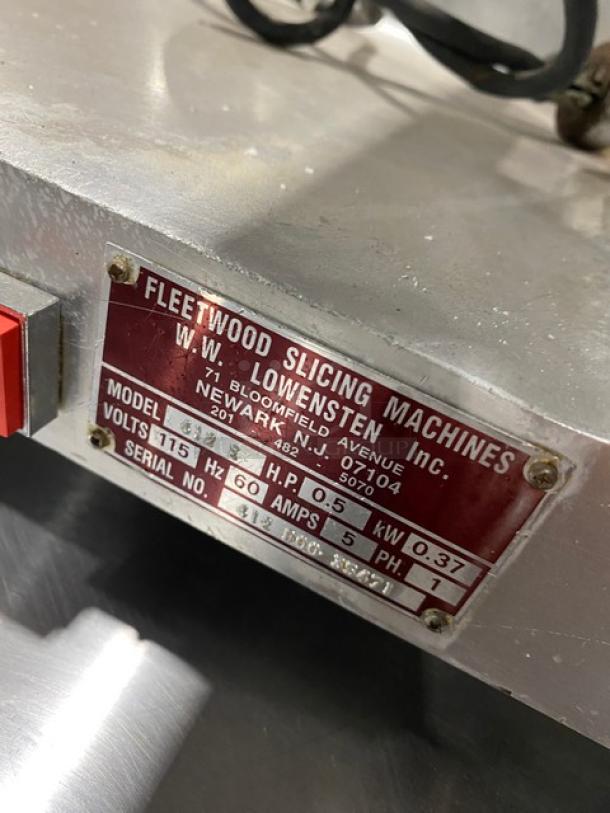 FLEETWOOD SLICING MACHINES
W.W. LOWENSTEN Inc.
71 BLOOMFIELD AVENUE
NEWARK N.J. 07104
201 - 482 - 5070
MODEL H.P. 0.5 kW 0.37
VOLTS 115 Hz 60 AMPS 5 PH. 1
SERIAL NO. 412